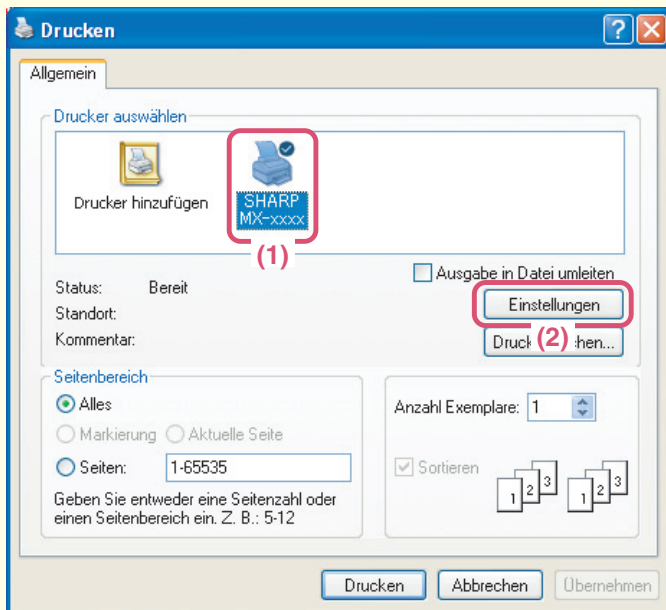 Drucken
Allgemein
Drucker auswählen
Drucker hinzufügen
SHARP
MX-xxxx
(1)
Status: Bereit
Ausgabe in Datei umleiten
Standort:
Einstellungen
Kommentar:
(2)
Seitenbereich
Alles
Markierung Aktuelle Seite
Seiten: 1-65535
Geben Sie entweder eine Seitenzahl oder
einen Seitenbereich ein. Z. B.: 5-12
Anzahl Exemplare: 1
Sortieren
1 2 3 1 2 3
Drucken Abbrechen Übernehmen